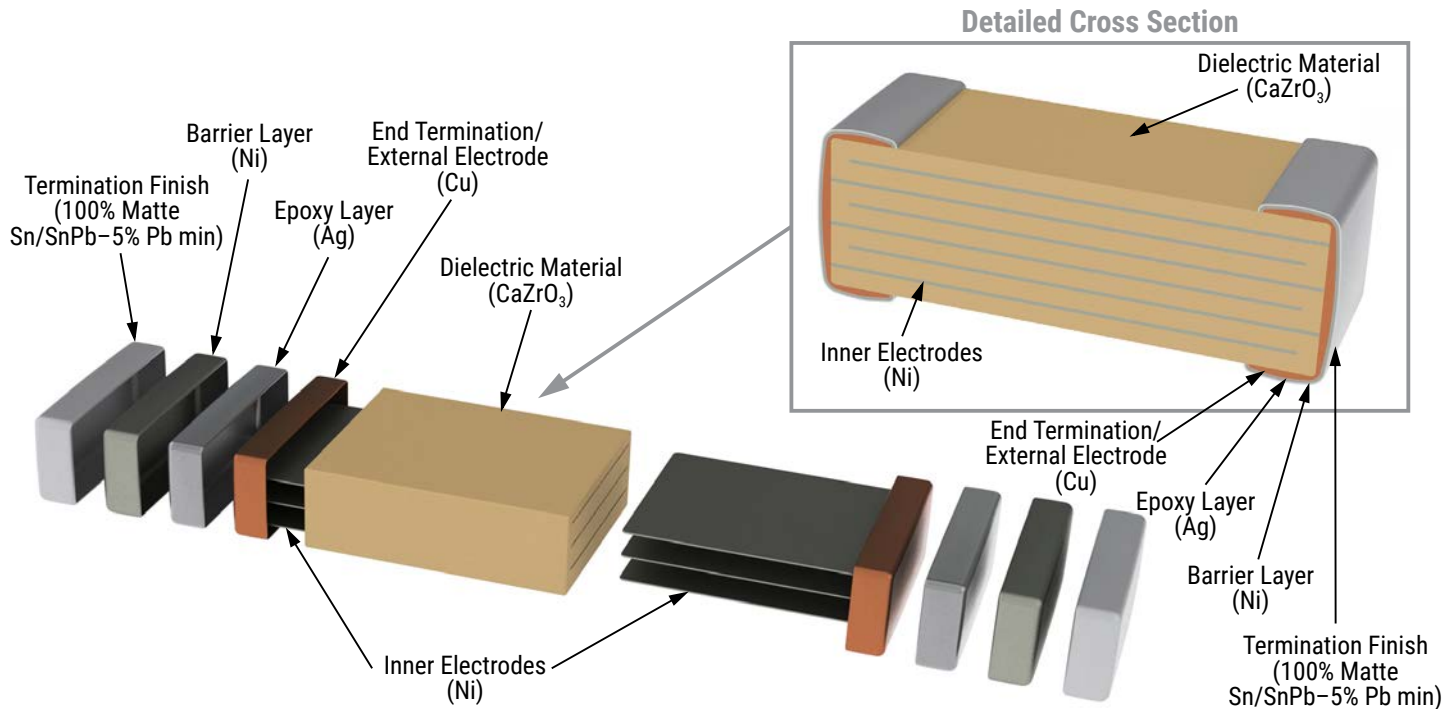 Detailed Cross Section
Dielectric Material
(CaZrO₃)
Inner Electrodes
(Ni)
End Termination/
External Electrode
(Cu)
Epoxy Layer
(Ag)
Barrier Layer
(Ni)
Termination Finish
(100% Matte
Sn/SnPb–5% Pb min)
Termination Finish
(100% Matte
Sn/SnPb–5% Pb min)
Barrier Layer
(Ni)
Epoxy Layer
(Ag)
End Termination/
External Electrode
(Cu)
Dielectric Material
(CaZrO₃)
Inner Electrodes
(Ni)